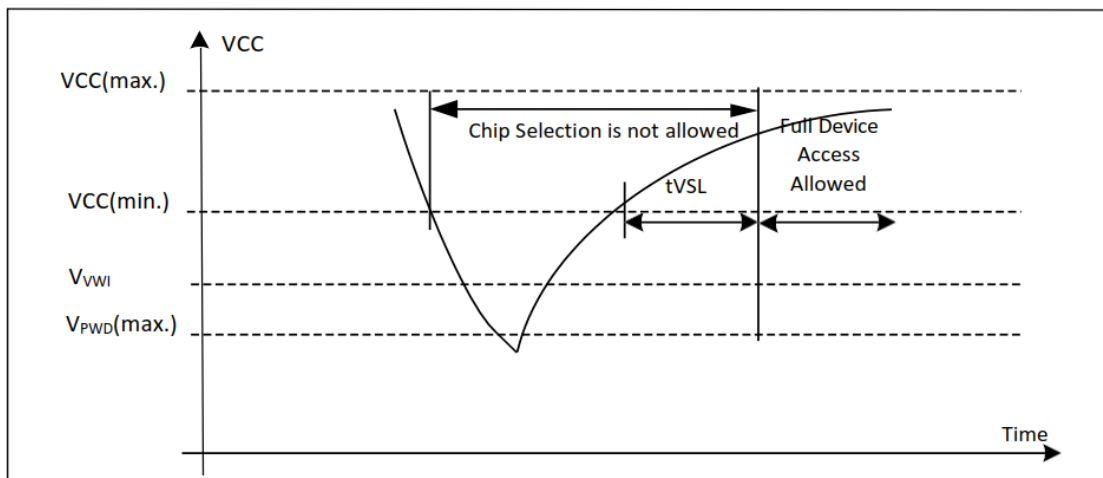 VCC
VCC(max.)
Chip Selection is not allowed
Full Device
Access
Allowed
tVSL
VCC(min.)
VVWI
VPWD(max.)
Time